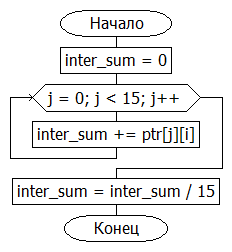 Начало
inter_sum = 0
j = 0; j < 15; j++
inter_sum += ptr[j][i]
inter_sum = inter_sum / 15
Конец